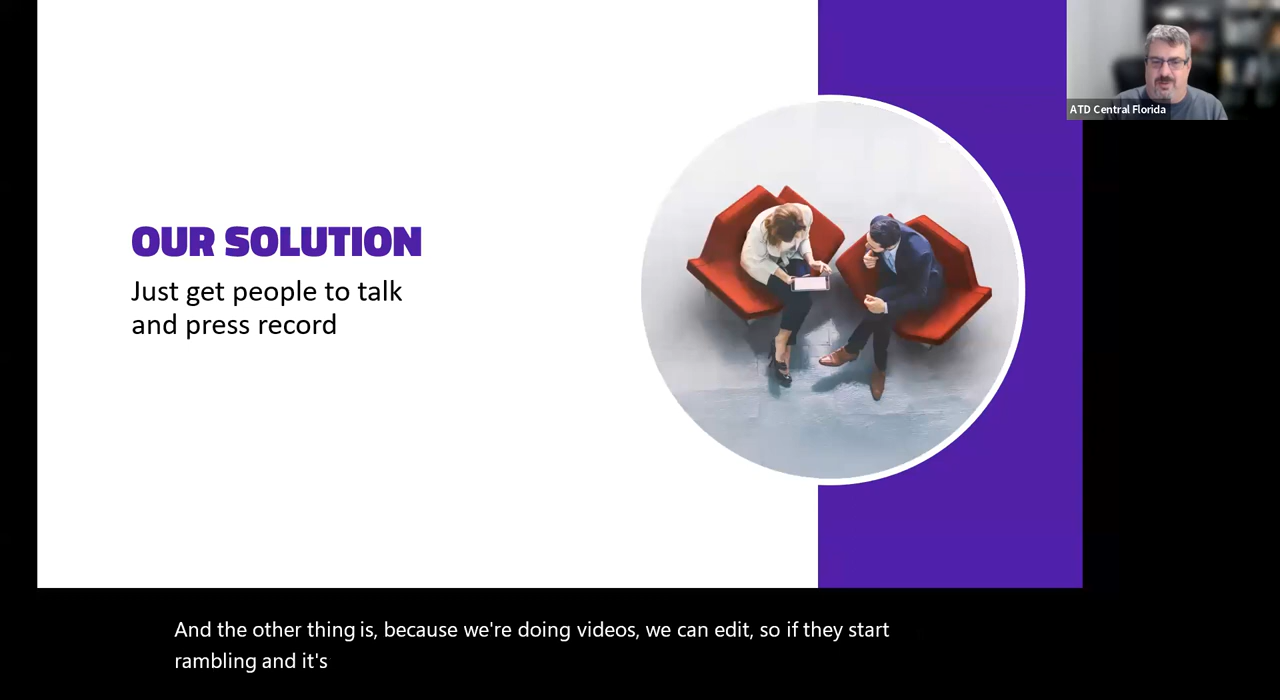 ATD Central Florida
OUR SOLUTION
Just get people to talk
and press record
And the other thing is, because we're doing videos, we can edit, so if they start
rambling and it's